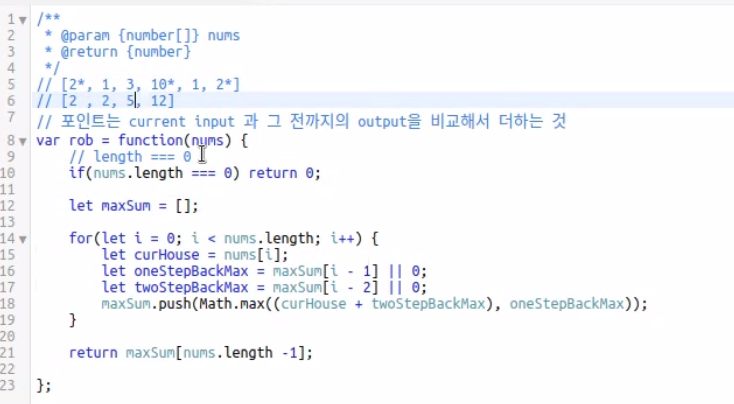 1 /**
2  * @param {number[]} nums
3  * @return {number}
4  */
5 // [2*, 1, 3, 10*, 1, 2*]
6 // [2 , 2, 5, 12]
7 // 포인트는 current input 과 그 전까지의 output을 비교해서 더하는 것
8 var rob = function(nums) {
9     // length === 0
10     if(nums.length === 0) return 0;
11
12     let maxSum = [];
13
14     for(let i = 0; i < nums.length; i++) {
15         let curHouse = nums[i];
16         let oneStepBackMax = maxSum[i - 1] || 0;
17         let twoStepBackMax = maxSum[i - 2] || 0;
18         maxSum.push(Math.max((curHouse + twoStepBackMax), oneStepBackMax));
19     }
20
21     return maxSum[nums.length -1];
22
23 };